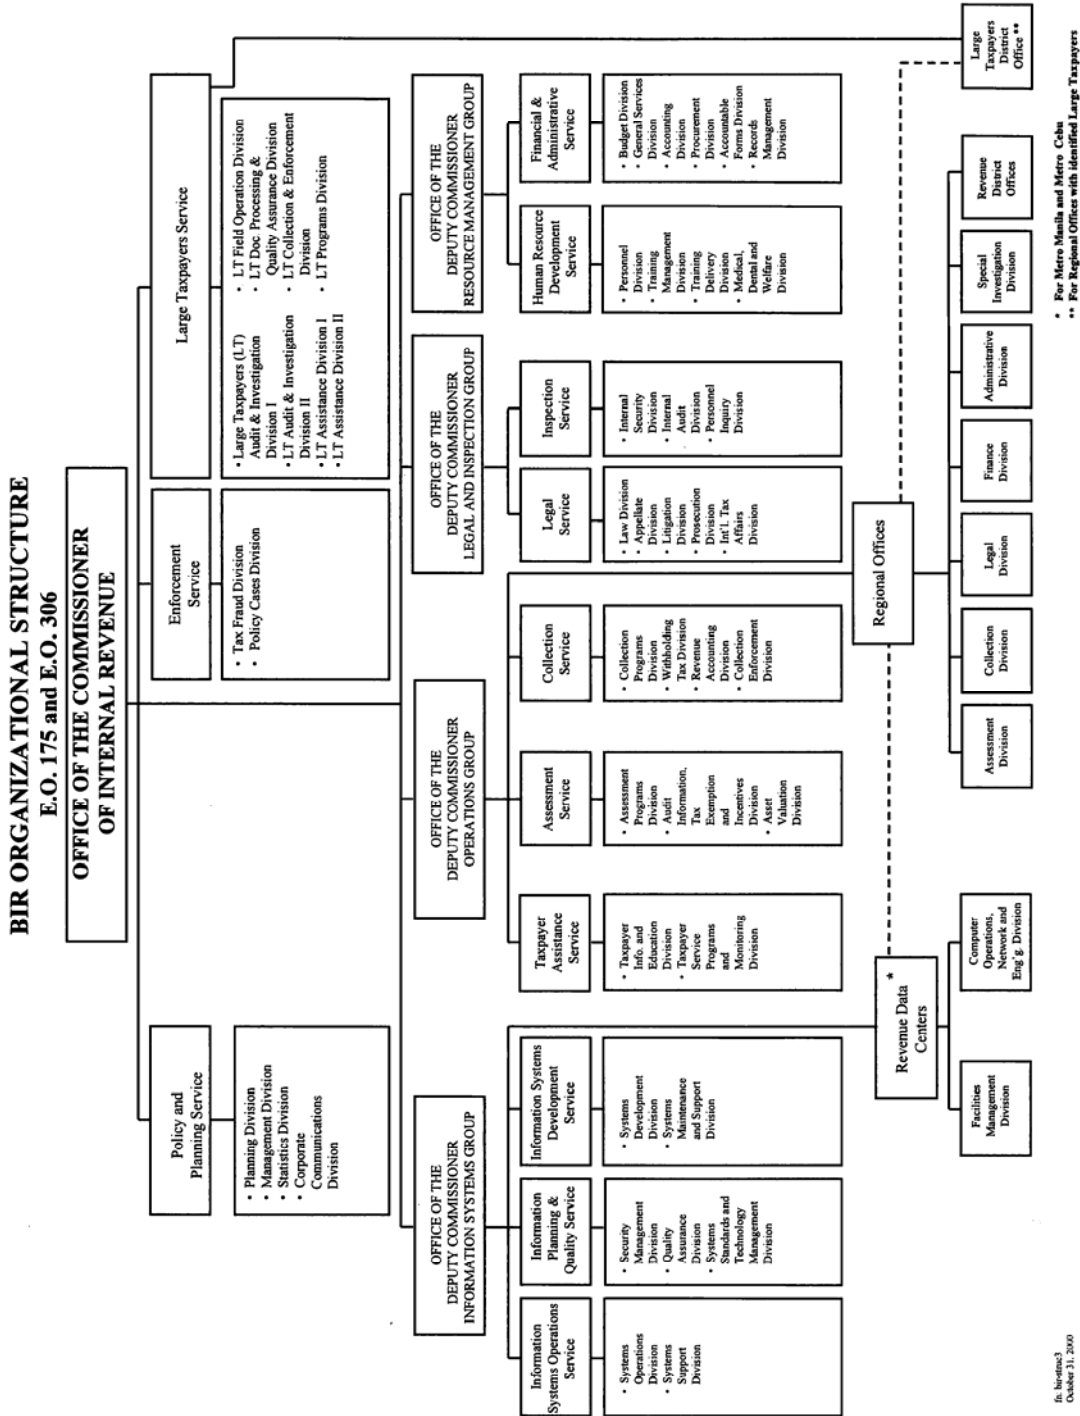 BIR ORGANIZATIONAL STRUCTURE
E.O. 175 and E.O. 306
OFFICE OF THE COMMISSIONER
OF INTERNAL REVENUE
Policy and
Planning Service
• Planning Division
• Management Division
• Statistics Division
• Corporate
Communications
Division
Enforcement
Service
• Tax Fraud Division
• Policy Cases Division
Large Taxpayers Service
• Large Taxpayers (LT)
Audit & Investigation
Division I
• LT Audit & Investigation
Division II
• LT Assistance Division I
• LT Assistance Division II
• LT Field Operation Division
• LT Doc Processing &
Quality Assurance Division
• LT Collection & Enforcement
Division
• LT Programs Division
OFFICE OF THE
DEPUTY COMMISSIONER
INFORMATION SYSTEMS GROUP
OFFICE OF THE
DEPUTY COMMISSIONER
OPERATIONS GROUP
OFFICE OF THE
DEPUTY COMMISSIONER
LEGAL AND INSPECTION GROUP
OFFICE OF THE
DEPUTY COMMISSIONER
RESOURCE MANAGEMENT GROUP
Information
Systems Operations
Service
• Systems
Operations
Division
• Systems
Support
Division
Information
Planning &
Quality Service
• Security
Management
Division
• Quality
Assurance
Division
• Systems
Standards and
Technology
Management
Division
Information Systems
Development
Service
• Systems
Development
Division
• Systems
Maintenance
and Support
Division
Taxpayer
Assistance
Service
• Taxpayer
Info. and
Education
Division
• Taxpayer
Service
Programs
and
Monitoring
Division
Assessment
Service
• Assessment
Programs
Division
• Audit
Information,
Tax
Exemption
and
Incentives
Division
• Asset
Valuation
Division
Collection
Service
• Collection
Programs
Division
• Withholding
Tax Division
• Revenue
Accounting
Division
• Collection
Enforcement
Division
Legal
Service
• Law Division
• Appellate
Division
• Litigation
Division
• Prosecution
Division
• Int'l. Tax
Affairs
Division
Inspection
Service
• Internal
Security
Division
• Internal
Audit
Division
• Personnel
Inquiry
Division
Human Resource
Development
Service
• Personnel
Division
• Training
Management
Division
• Training
Delivery
Division
• Medical,
Dental and
Welfare
Division
Financial &
Administrative
Service
• Budget Division
• General Services
Division
• Accounting
Division
• Procurement
Division
• Accountable
Forms Division
• Records
Management
Division
Revenue Data *
Centers
Regional Offices
Facilities
Management
Division
Computer
Operations,
Network and
Eng'g. Division
Assessment
Division
Collection
Division
Legal
Division
Finance
Division
Administrative
Division
Special
Investigation
Division
Revenue
District
Offices
Large
Taxpayers
District
Office **
* For Metro Manila and Metro Cebu
** For Regional Offices with identified Large Taxpayers
fn: bir-struc3
October 31, 2000